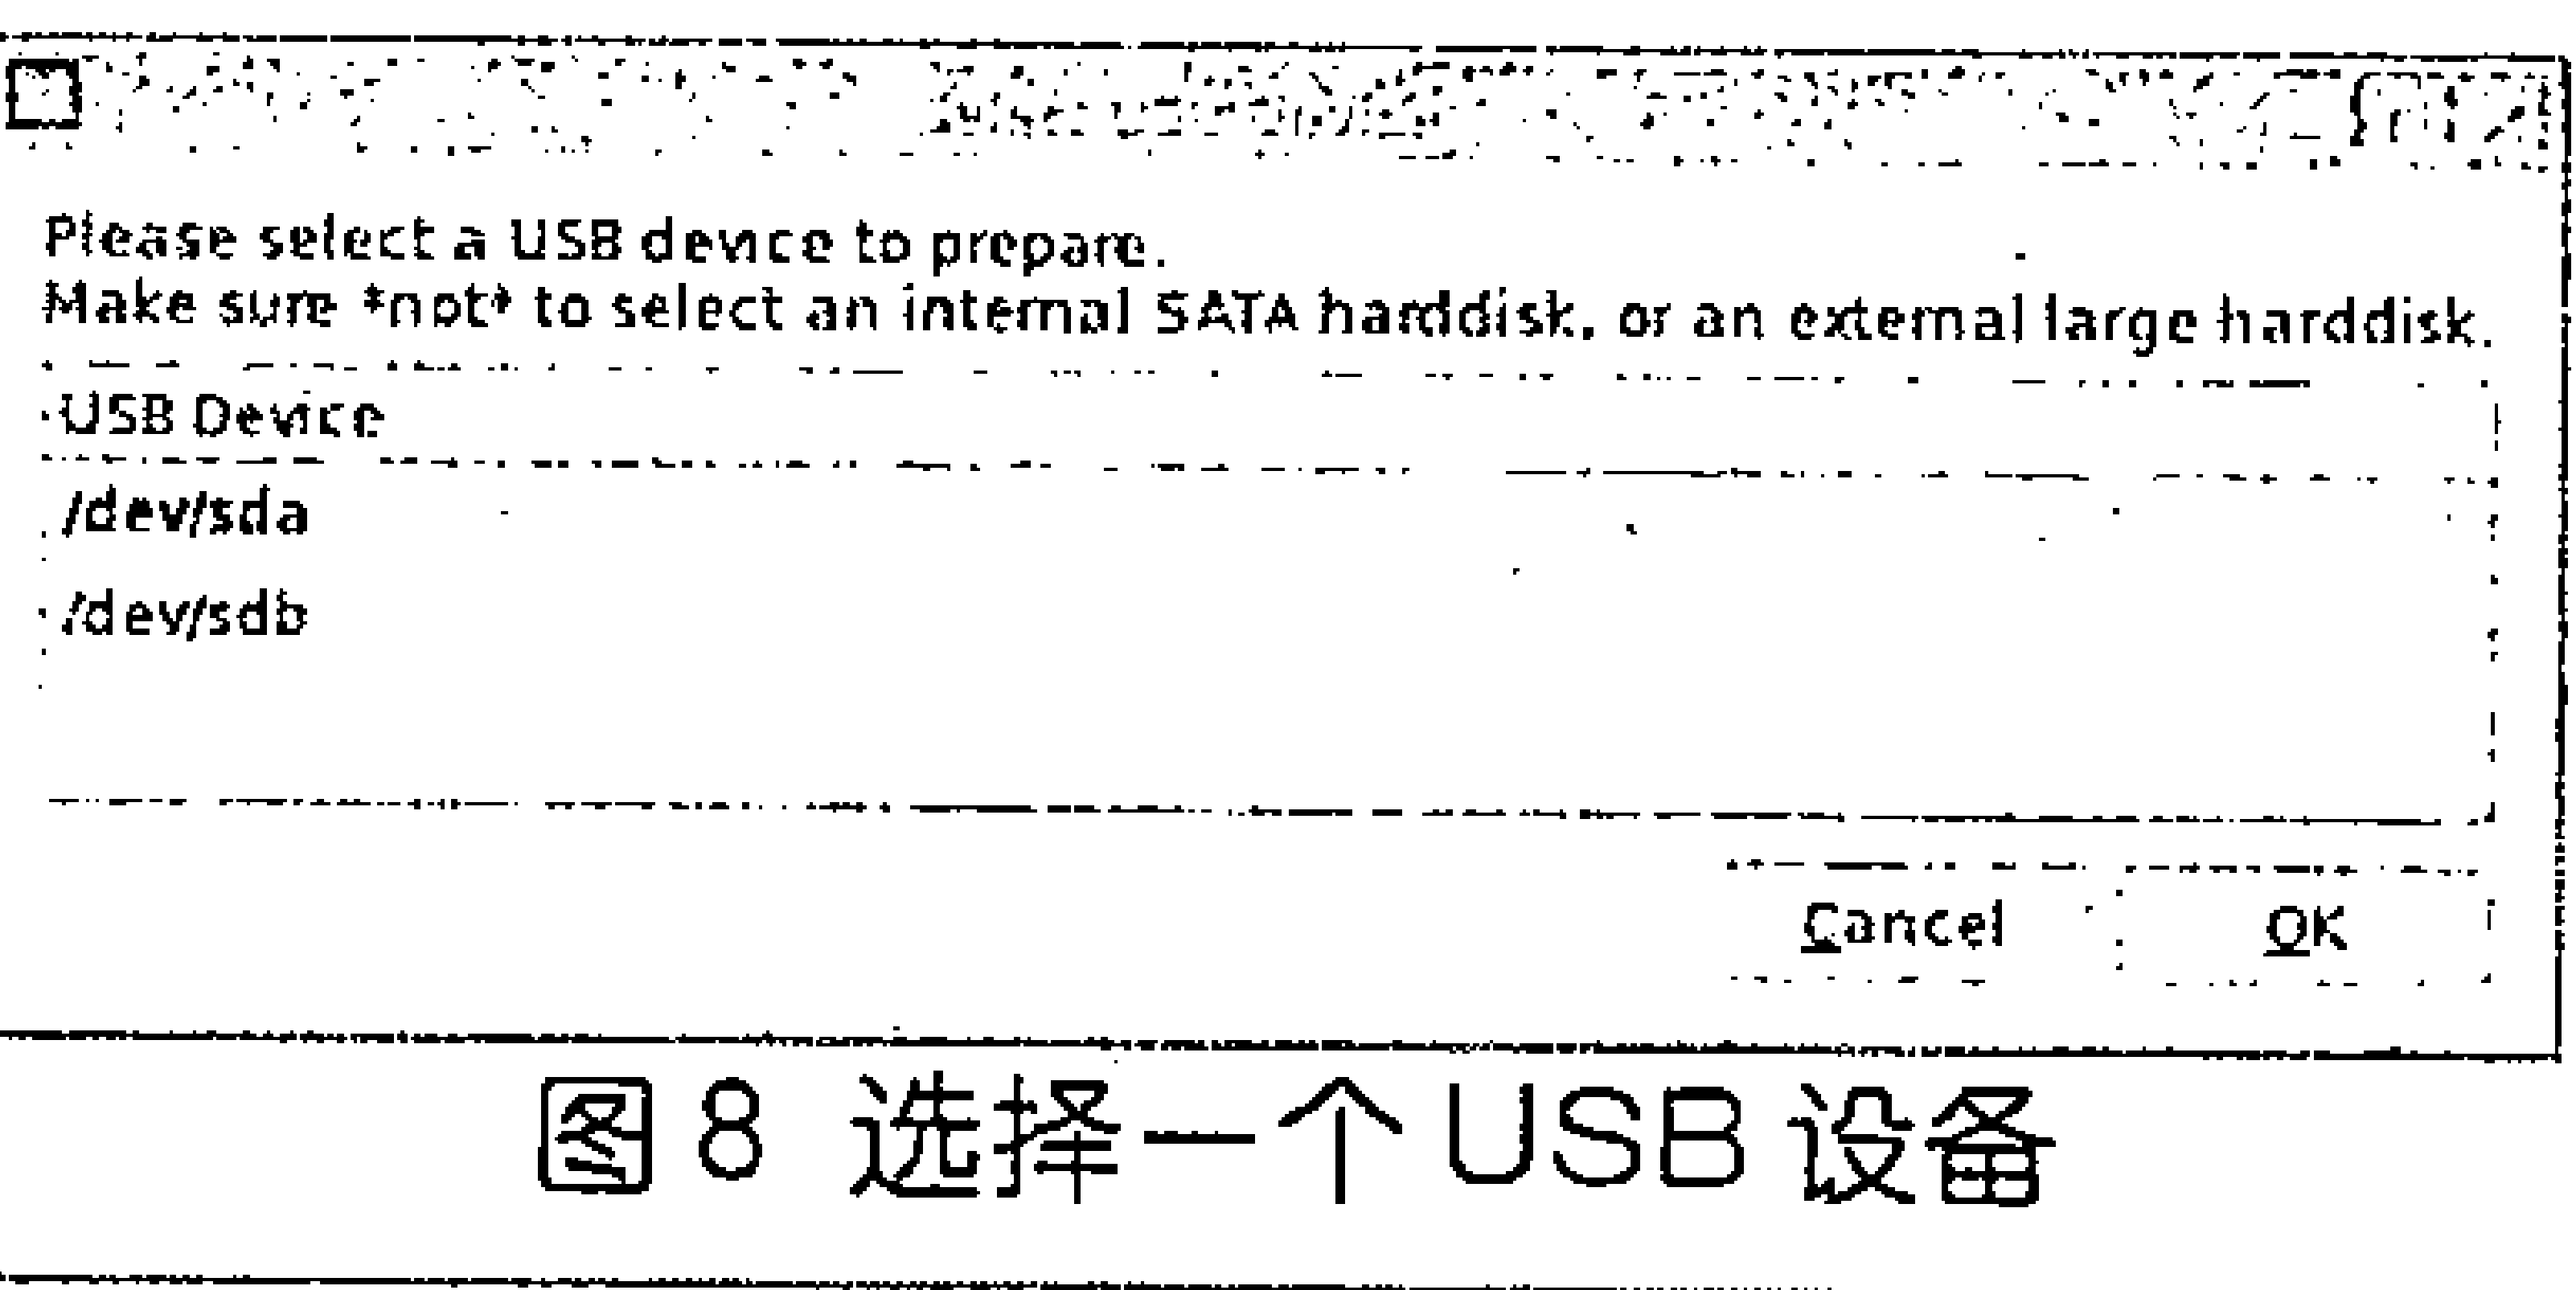 Please select a USB device to prepare.
Make sure *not* to select an internal SATA harddisk, or an external large harddisk.
USB Device
/dev/sda
/dev/sdb
Cancel OK
图 8 选择一个 USB 设备